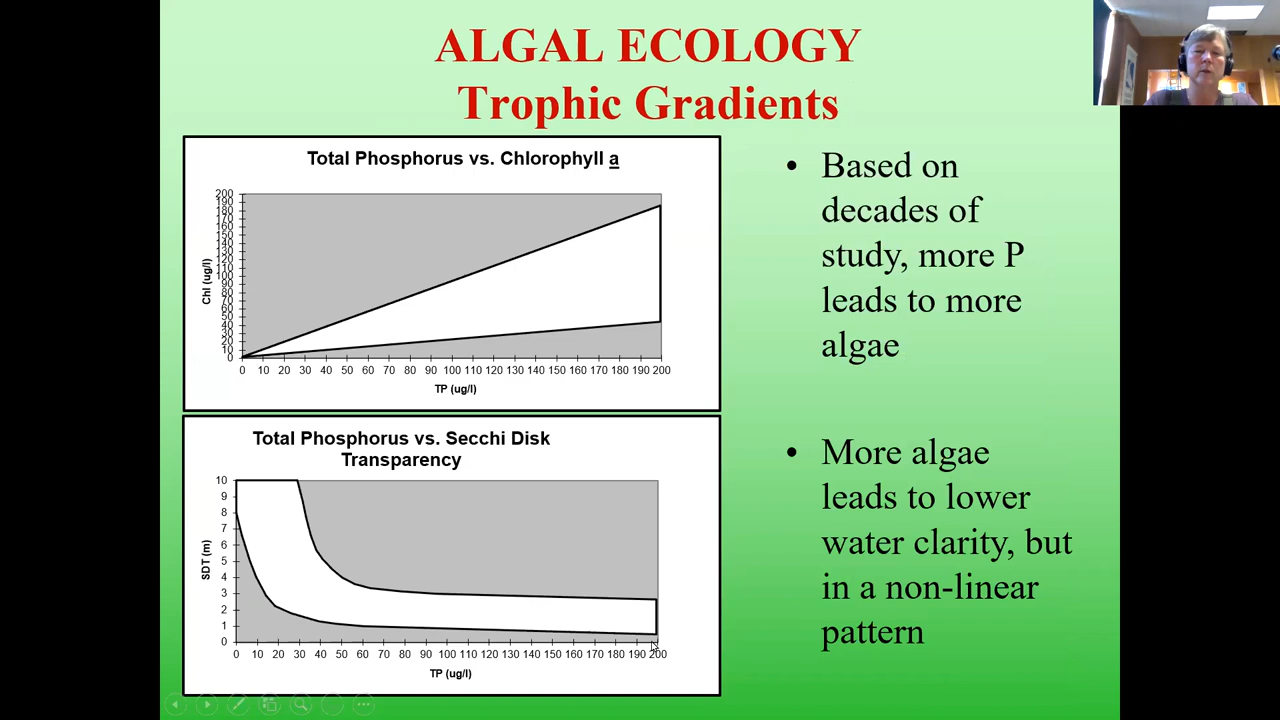 ALGAL ECOLOGY
Trophic Gradients
Total Phosphorus vs. Chlorophyll a
200
190
180
170
160
150
140
130
120
110
100
90
80
70
60
50
40
30
20
10
0
Chl (ug/l)
0 10 20 30 40 50 60 70 80 90 100 110 120 130 140 150 160 170 180 190 200
TP (ug/l)
Total Phosphorus vs. Secchi Disk
Transparency
10
9
8
7
6
5
4
3
2
1
0
SDT (m)
0 10 20 30 40 50 60 70 80 90 100 110 120 130 140 150 160 170 180 190 200
TP (ug/l)
• Based on
decades of
study, more P
leads to more
algae
• More algae
leads to lower
water clarity, but
in a non-linear
pattern